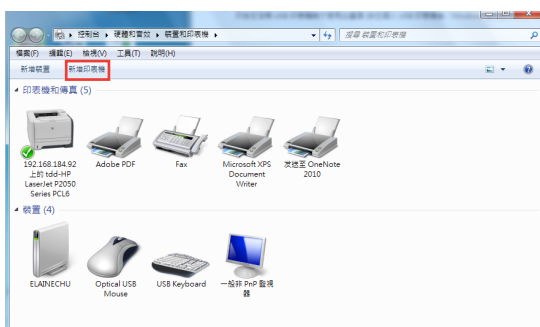 控制台 ▸ 硬體和音效 ▸ 裝置和印表機 ▸
搜尋 裝置和印表機
檔案(F) 編輯(E) 檢視(V) 工具(T) 說明(H)
新增裝置 新增印表機
印表機和傳真 (5)
192.168.184.92
上的 tdd-HP
LaserJet P2050
Series PCL6
Adobe PDF
Fax
Microsoft XPS
Document
Writer
发送至 OneNote
2010
裝置 (4)
ELAINECHU
Optical USB
Mouse
USB Keyboard
一般非 PnP 監視
器